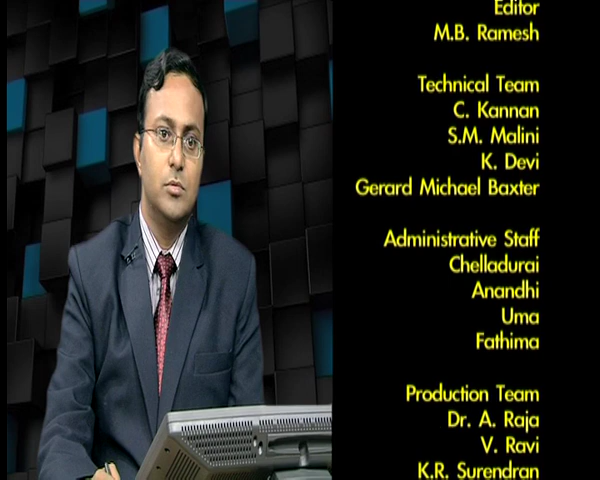 Editor
M.B. Ramesh
Technical Team
C. Kannan
S.M. Malini
K. Devi
Gerard Michael Baxter
Administrative Staff
Chelladurai
Anandhi
Uma
Fathima
Production Team
Dr. A. Raja
V. Ravi
K.R. Surendran